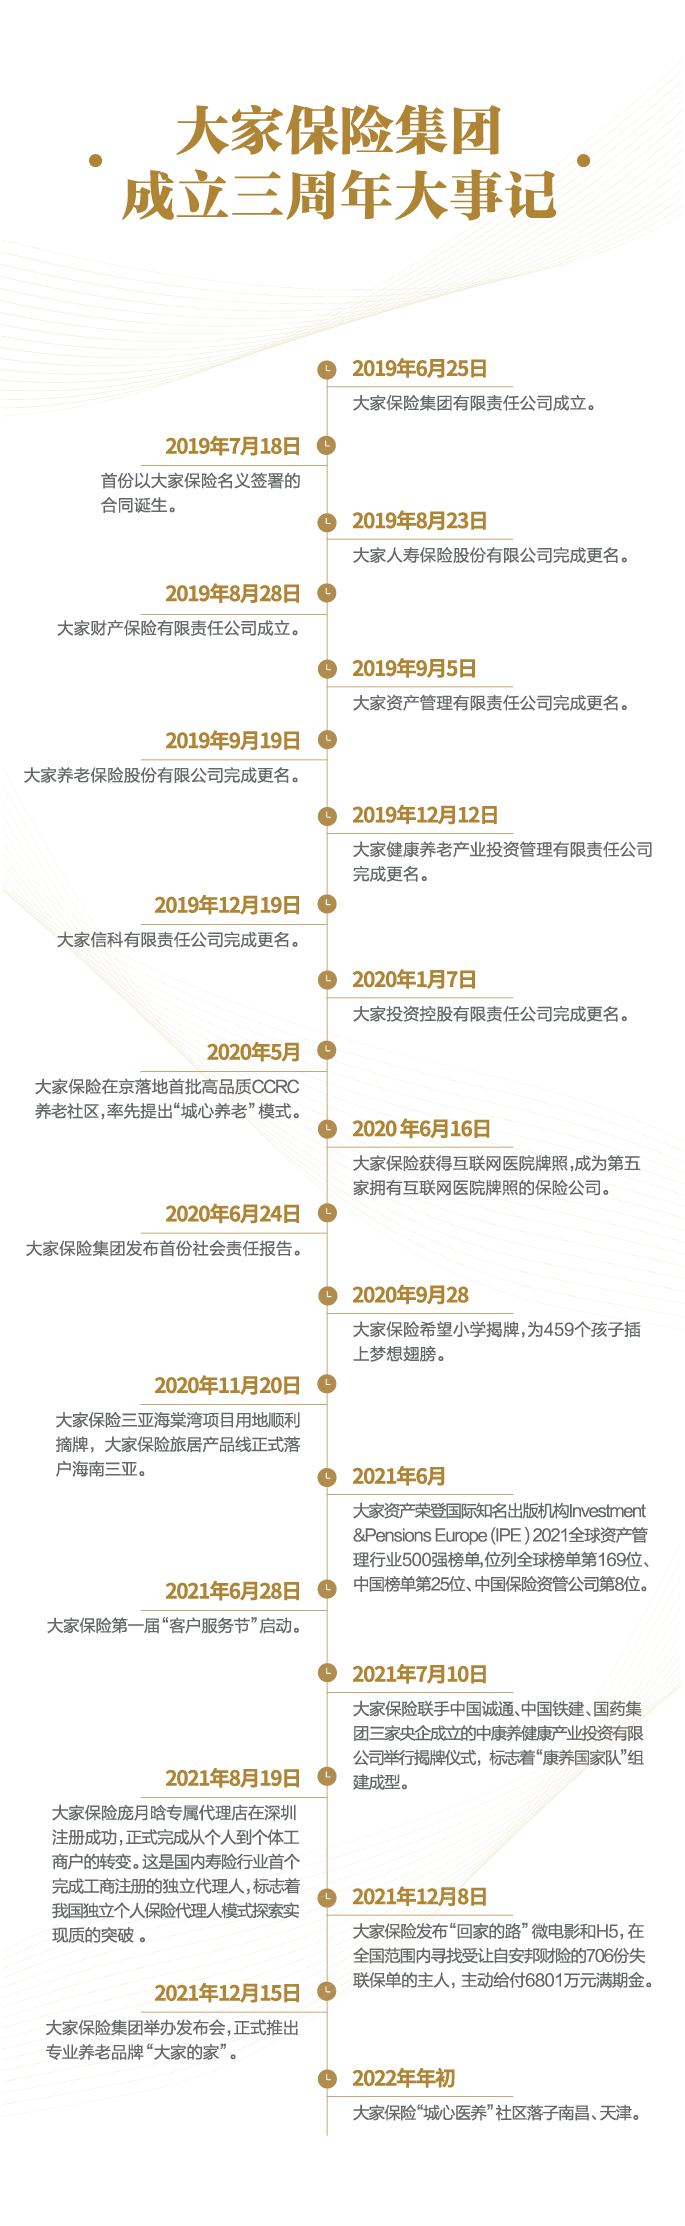 大家保险集团
成立三周年大事记
2019年6月25日
大家保险集团有限责任公司成立。
2019年7月18日
首份以大家保险名义签署的
合同诞生。
2019年8月23日
大家人寿保险股份有限公司完成更名。
2019年8月28日
大家财产保险有限责任公司成立。
2019年9月5日
大家资产管理有限责任公司完成更名。
2019年9月19日
大家养老保险股份有限公司完成更名。
2019年12月12日
大家健康养老产业投资管理有限责任公司
完成更名。
2019年12月19日
大家信科有限责任公司完成更名。
2020年1月7日
大家投资控股有限责任公司完成更名。
2020年5月
大家保险在京落地首批高品质CCRC
养老社区,率先提出“城心养老”模式。
2020年6月16日
大家保险获得互联网医院牌照,成为第五
家拥有互联网医院牌照的保险公司。
2020年6月24日
大家保险集团发布首份社会责任报告。
2020年9月28
大家保险希望小学揭牌,为459个孩子插
上梦想翅膀。
2020年11月20日
大家保险三亚海棠湾项目用地顺利
摘牌，大家保险旅居产品线正式落
户海南三亚。
2021年6月
大家资产荣登国际知名出版机构Investment
&Pensions Europe (IPE) 2021全球资产管
理行业500强榜单,位列全球榜单第169位、
中国榜单第25位、中国保险资管公司第8位。
2021年6月28日
大家保险第一届“客户服务节”启动。
2021年7月10日
大家保险联手中国诚通、中国铁建、国药集
团三家央企成立的中康养健康产业投资有限
公司举行揭牌仪式，标志着“康养国家队”组
建成型。
2021年8月19日
大家保险庞月晗专属代理店在深圳
注册成功,正式完成从个人到个体工
商户的转变。这是国内寿险行业首个
完成工商注册的独立代理人,标志着
我国独立个人保险代理人模式探索实
现质的突破 。
2021年12月8日
大家保险发布“回家的路”微电影和H5，在
全国范围内寻找受让自安邦财险的706份失
联保单的主人，主动给付6801万元满期金。
2021年12月15日
大家保险集团举办发布会,正式推出
专业养老品牌“大家的家”。
2022年年初
大家保险“城心医养”社区落子南昌、天津。